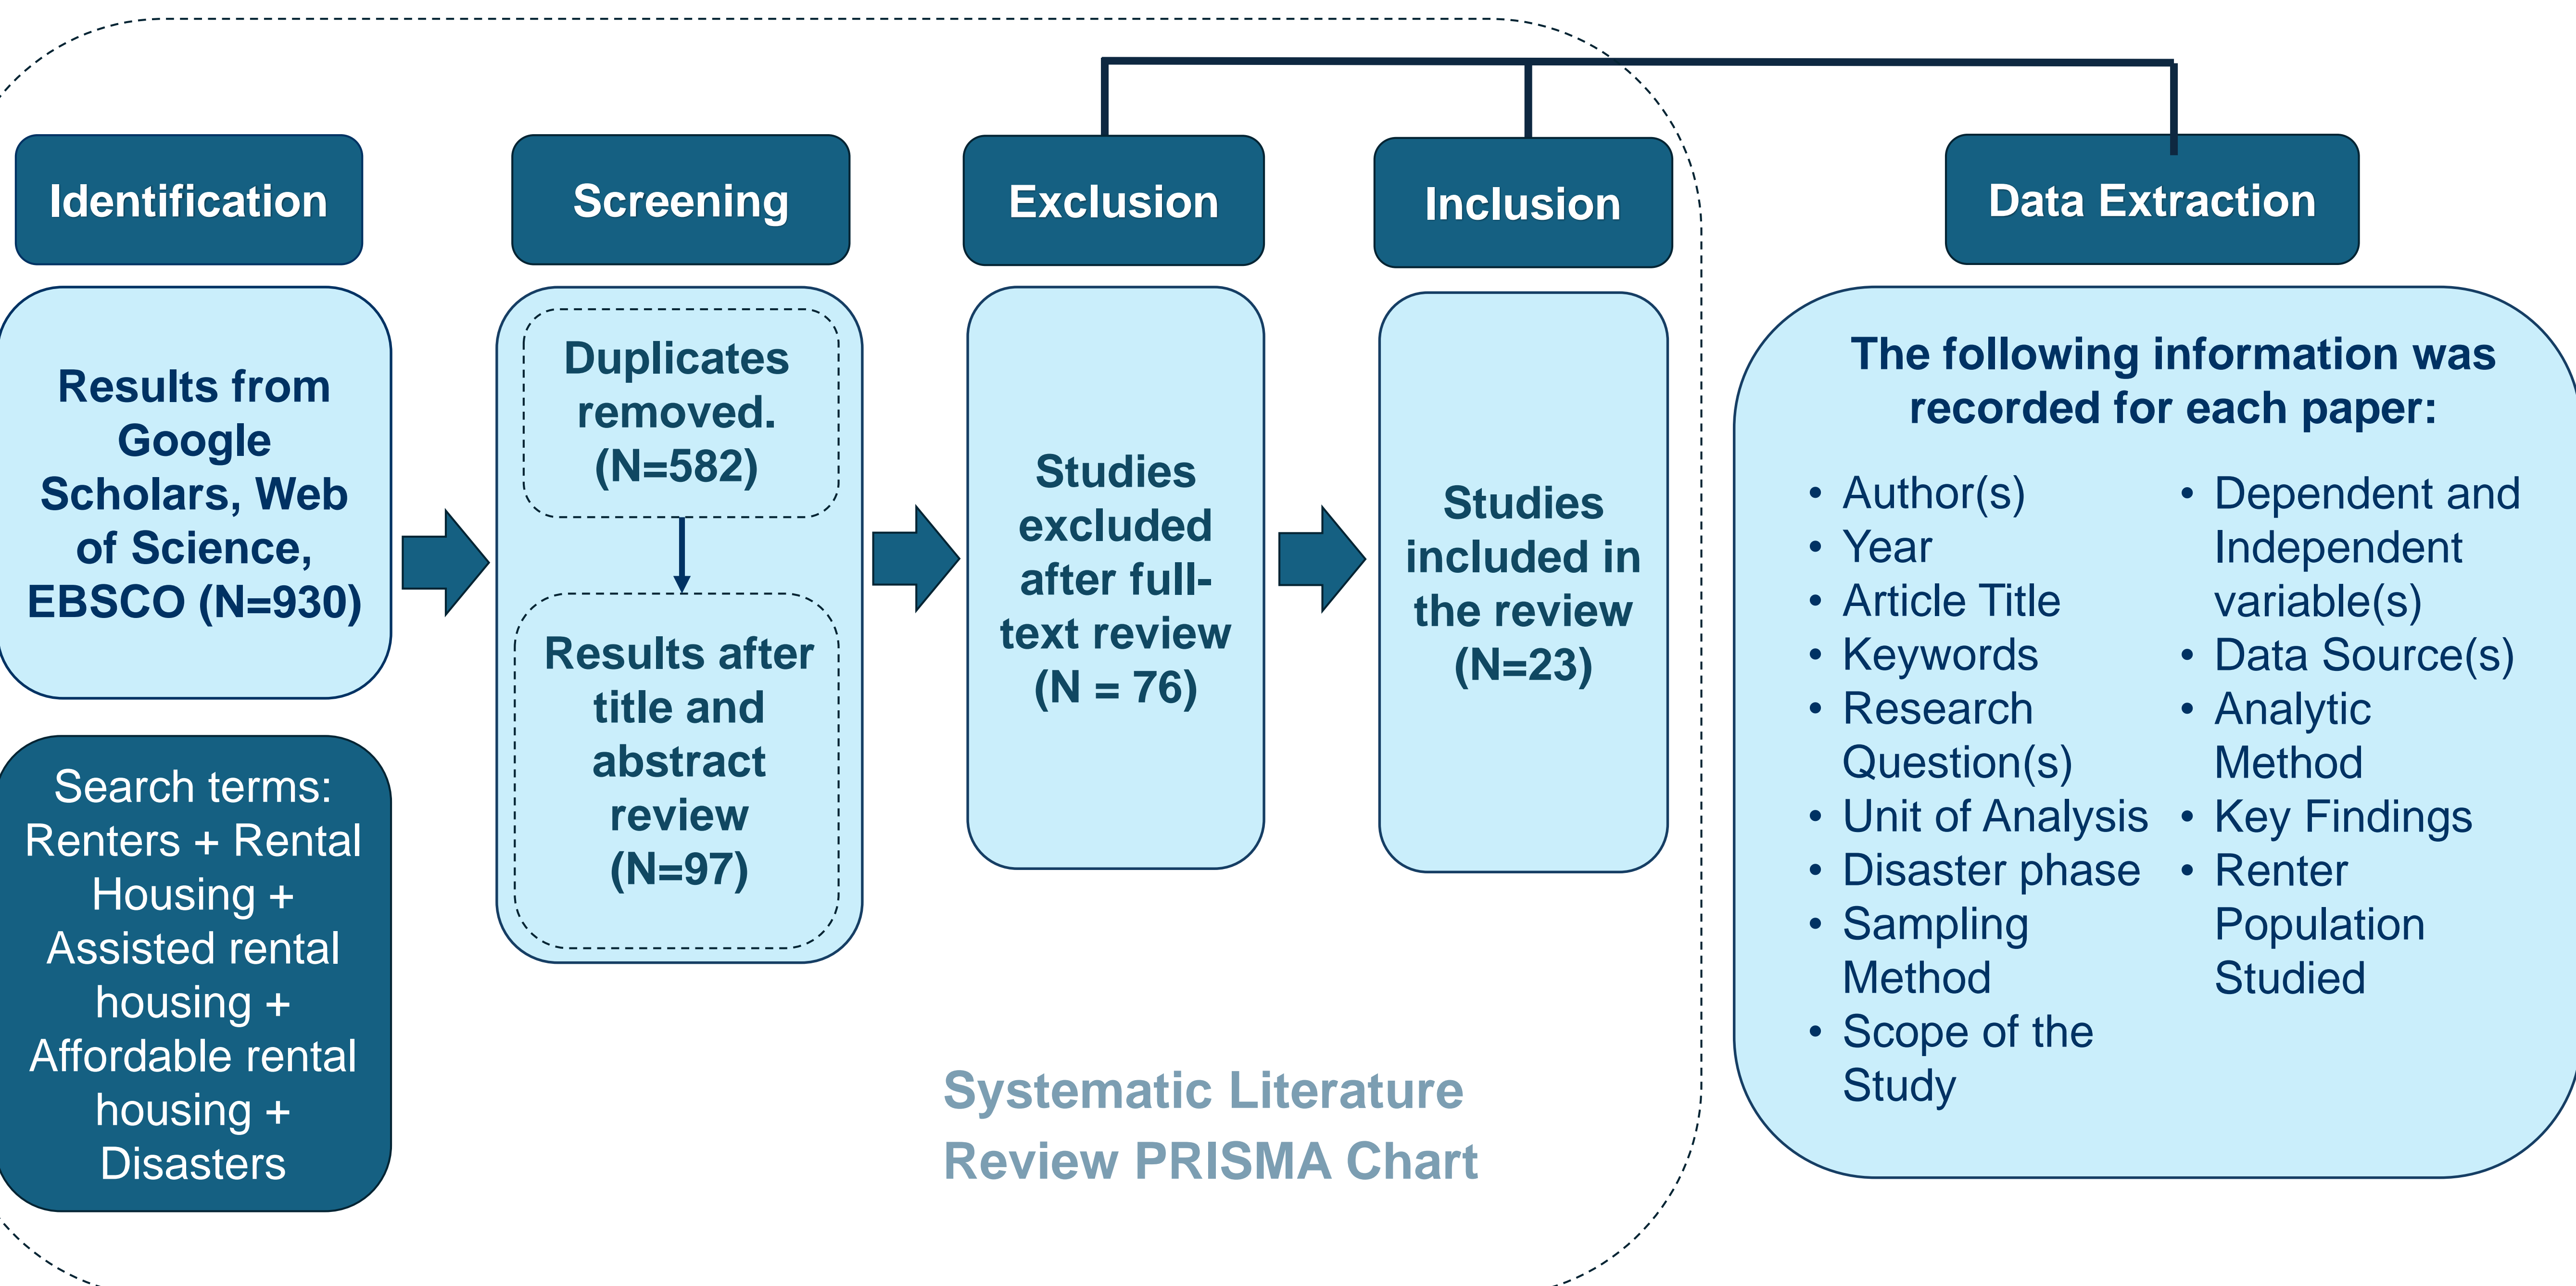 Identification
Results from
Google
Scholars, Web
of Science,
EBSCO (N=930)
Search terms:
Renters + Rental
Housing +
Assisted rental
housing +
Affordable rental
housing +
Disasters
Screening
Duplicates
removed.
(N=582)
Results after
title and
abstract
review
(N=97)
Exclusion
Studies
excluded
after full-
text review
(N = 76)
Inclusion
Studies
included in
the review
(N=23)
Systematic Literature
Review PRISMA Chart
Data Extraction
The following information was
recorded for each paper:
• Author(s)
• Year
• Article Title
• Keywords
• Research
Question(s)
• Unit of Analysis
• Disaster phase
• Sampling
Method
• Scope of the
Study
• Dependent and
Independent
variable(s)
• Data Source(s)
• Analytic
Method
• Key Findings
• Renter
Population
Studied